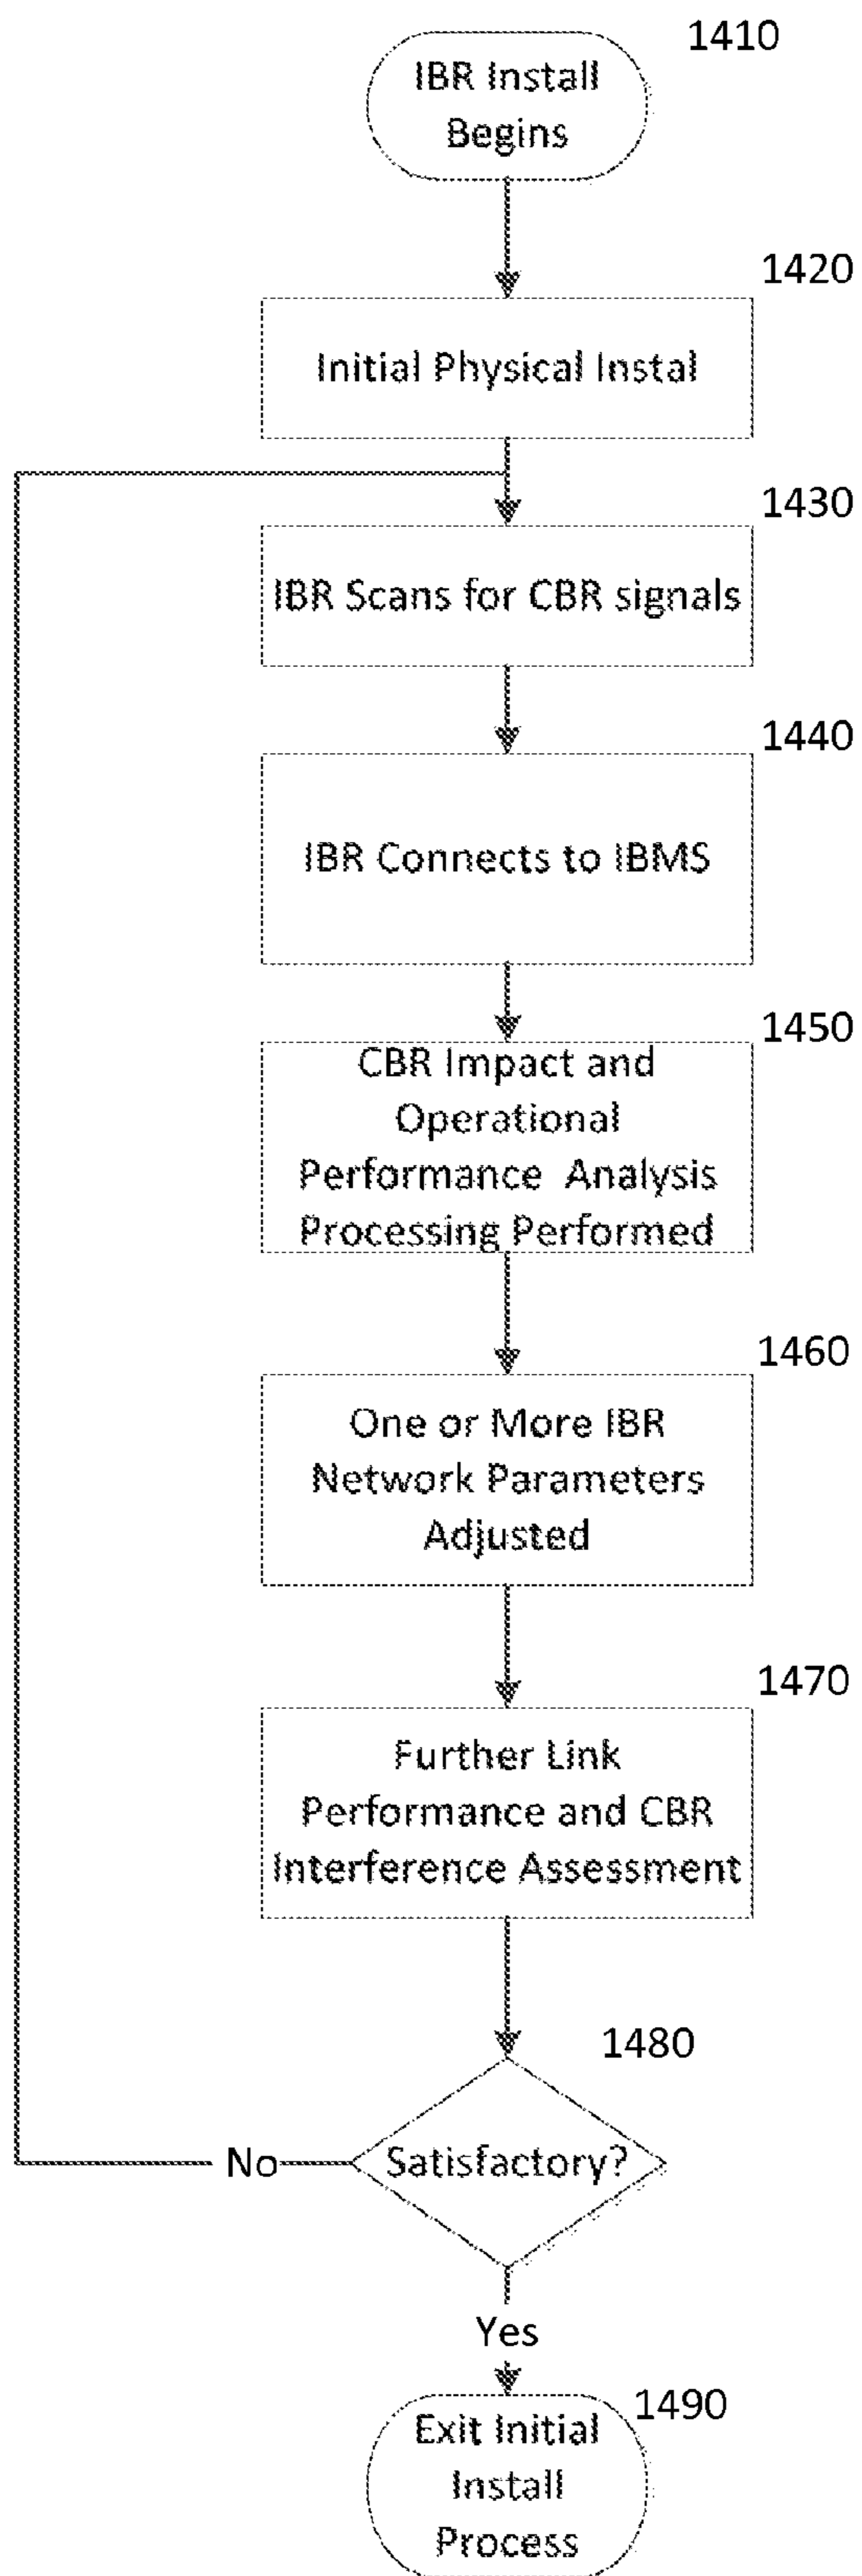 1410
IBR Install
Begins
1420
Initial Physical Instal
1430
IBR Scans for CBR signals
1440
IBR Connects to IBMS
1450
CBR Impact and
Operational
Performance Analysis
Processing Performed
1460
One or More IBR
Network Parameters
Adjusted
1470
Further Link
Performance and CBR
Interference Assessment
1480
Satisfactory?
No
Yes
1490
Exit Initial
Install
Process